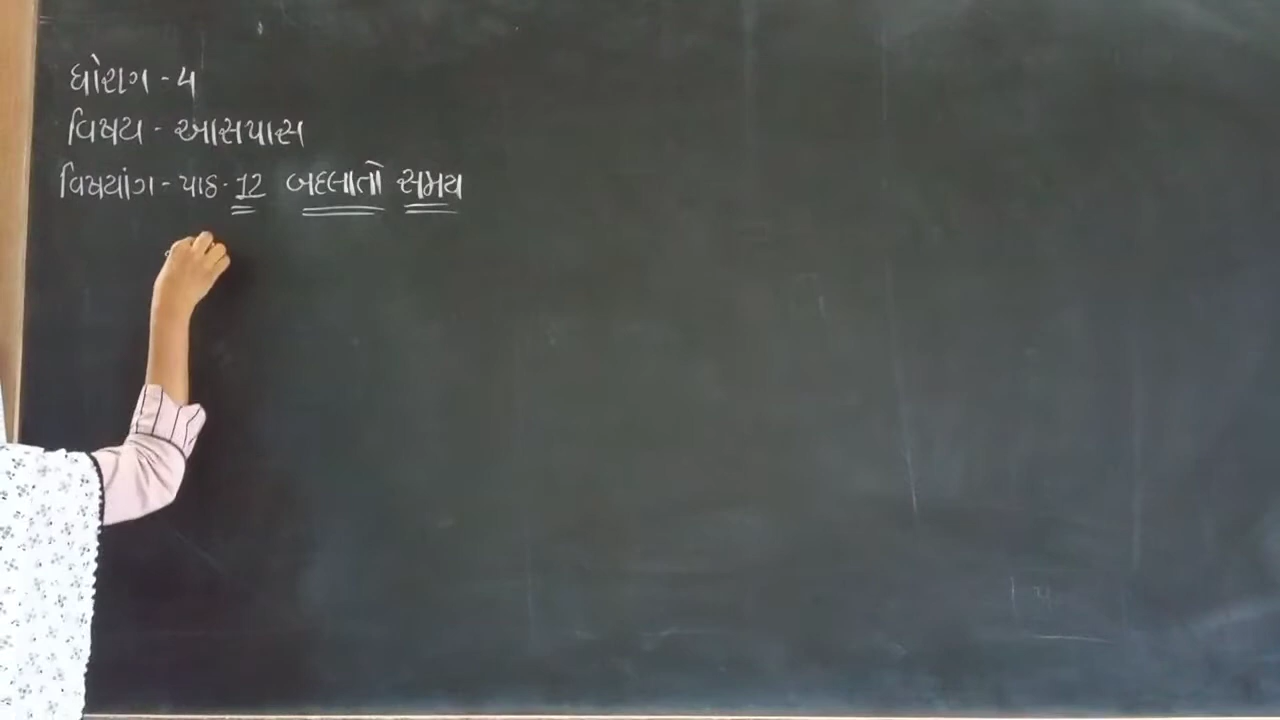 ધોરણ - 4
વિષય - આસપાસ
વિષયાંગ - પાઠ - 12 બદલાતો સમય